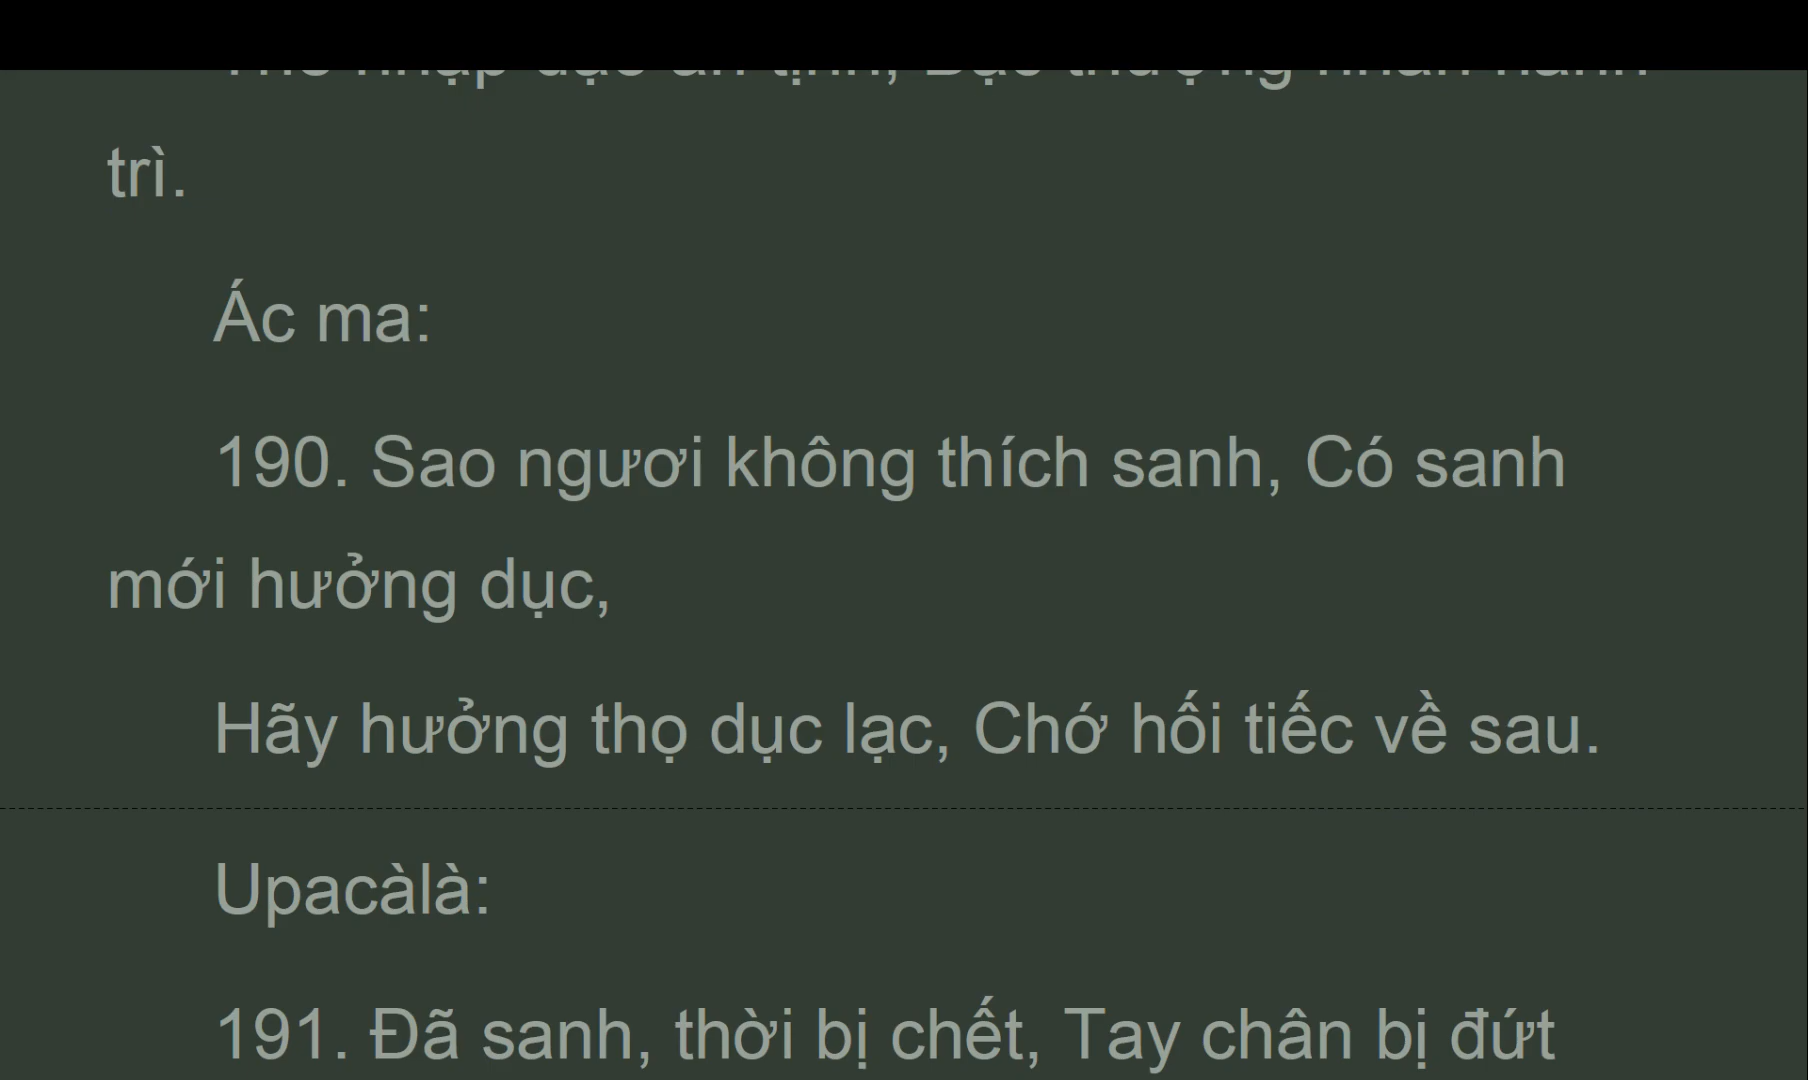 trì.
Ác ma:
190. Sao ngươi không thích sanh, Có sanh
mới hưởng dục,
Hãy hưởng thọ dục lạc, Chớ hối tiếc về sau.
Upacàlà:
191. Đã sanh, thời bị chết, Tay chân bị đứt